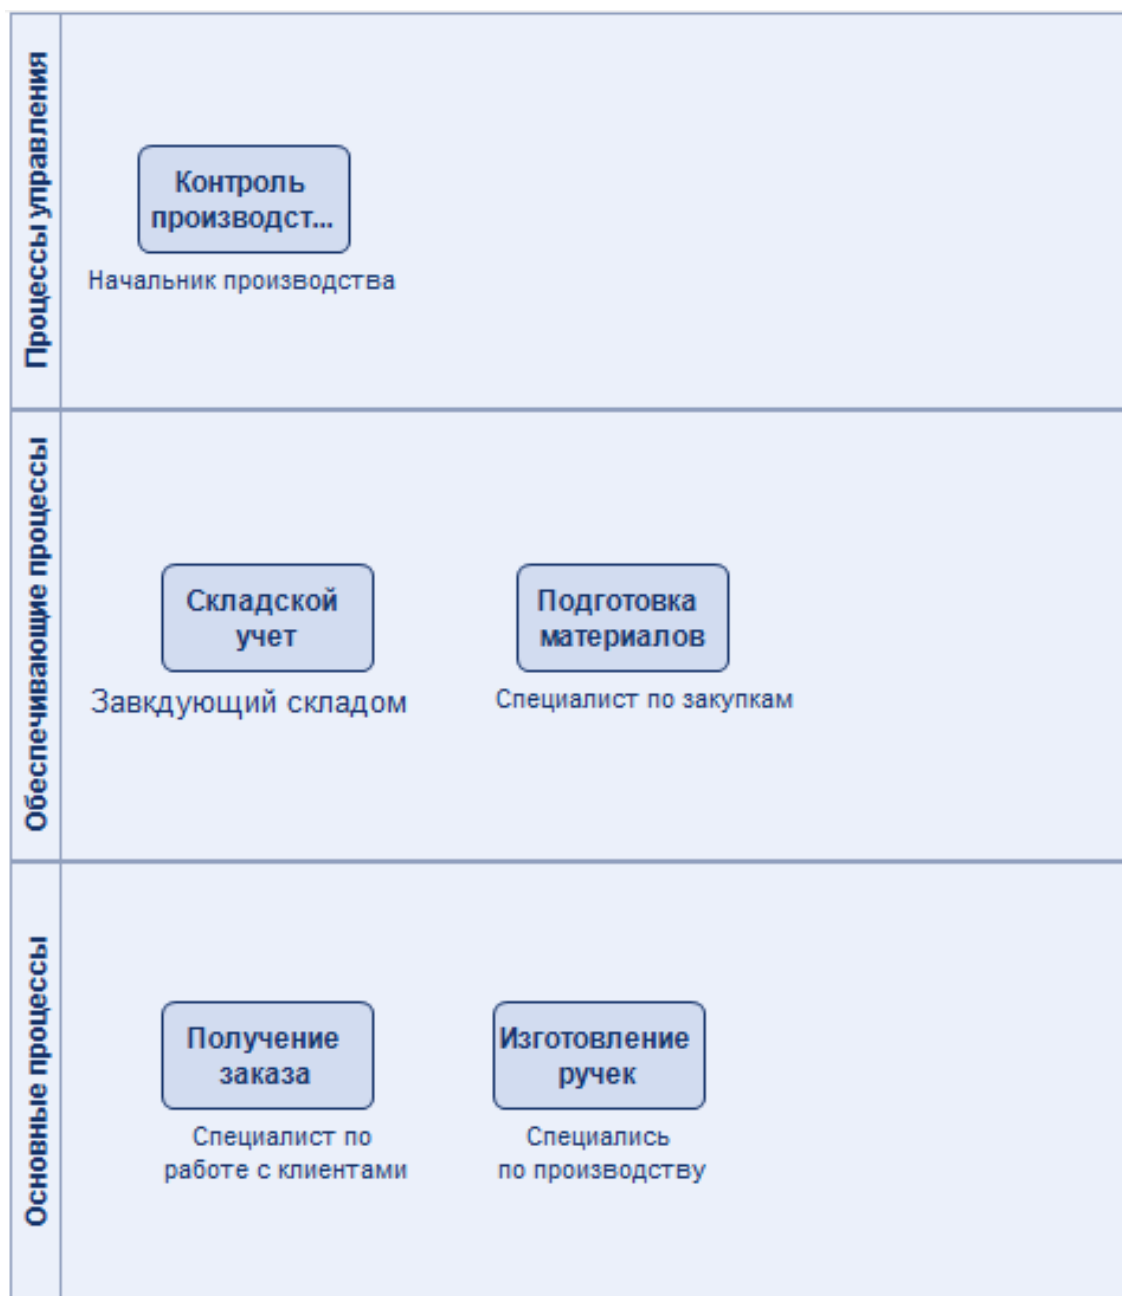 Процессы управления
Контроль
производст...
Начальник производства
Обеспечивающие процессы
Складской
учет
Завкдующий складом
Подготовка
материалов
Специалист по закупкам
Основные процессы
Получение
заказа
Специалист по
работе с клиентами
Изготовление
ручек
Специались
по производству